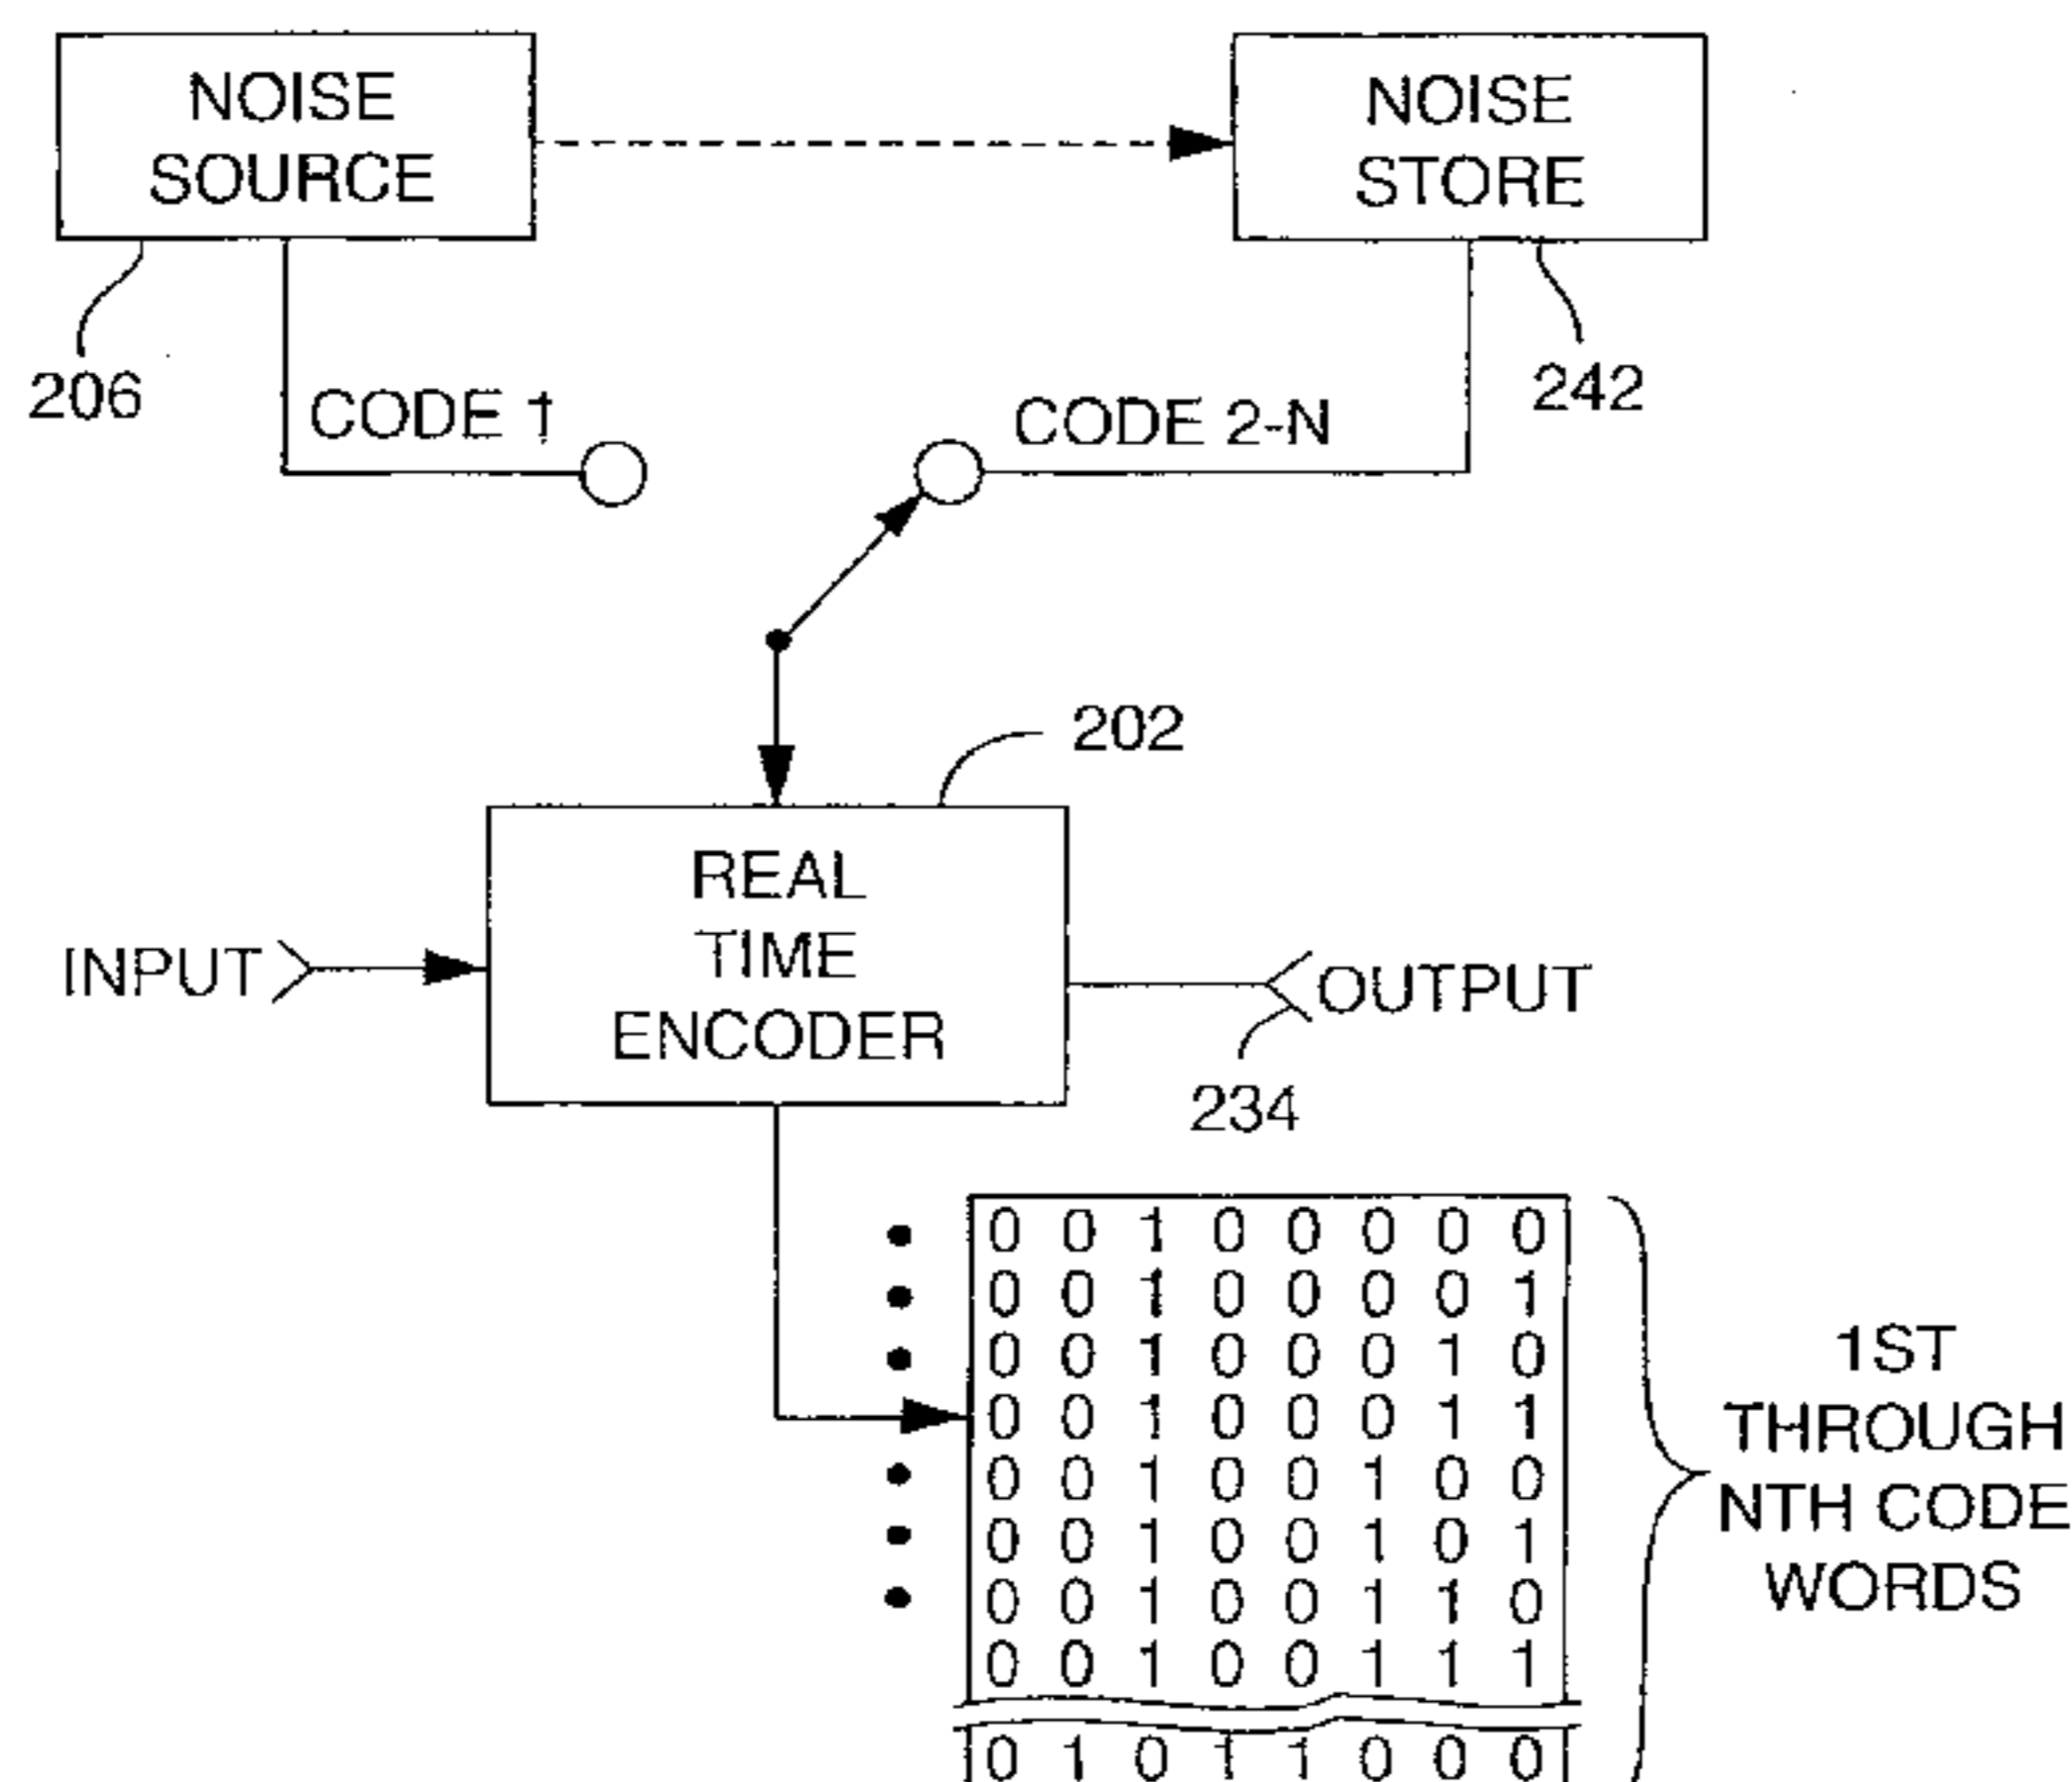 NOISE
SOURCE
NOISE
STORE
206
242
CODE 1
CODE 2-N
202
REAL
TIME
ENCODER
INPUT
OUTPUT
234
0 0 1 0 0 0 0 0
0 0 1 0 0 0 0 1
0 0 1 0 0 0 1 0
0 0 1 0 0 0 1 1
0 0 1 0 0 1 0 0
0 0 1 0 0 1 0 1
0 0 1 0 0 1 1 0
0 0 1 0 0 1 1 1
0 1 0 1 1 0 0 0
1ST
THROUGH
NTH CODE
WORDS